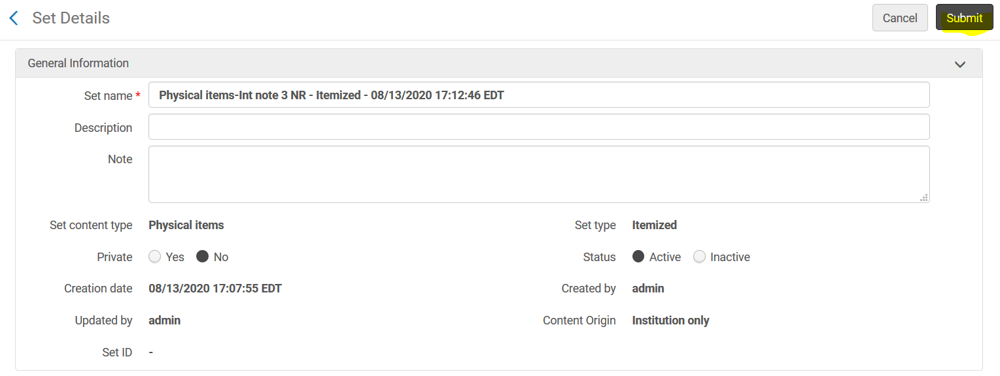 Set Details
Cancel
Submit
General Information
Set name * Physical items-Int note 3 NR - Itemized - 08/13/2020 17:12:46 EDT
Description
Note
Set content type Physical items Set type Itemized
Private Yes No Status Active Inactive
Creation date 08/13/2020 17:07:55 EDT Created by admin
Updated by admin Content Origin Institution only
Set ID -